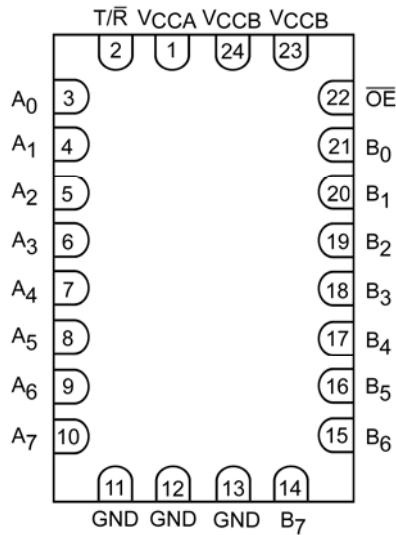 T/R̅ VCCA VCCB VCCB
2 1 24 23
A0 3 22 O̅E̅
A1 4 21 B0
A2 5 20 B1
A3 6 19 B2
A4 7 18 B3
A5 8 17 B4
A6 9 16 B5
A7 10 15 B6
11 12 13 14
GND GND GND B7